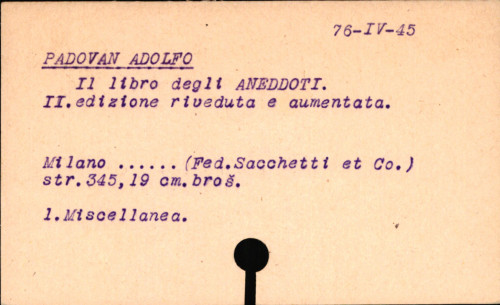 76-IV-45
PADOVAN ADOLFO
Il libro degli ANEDDOTI.
II.edizione riveduta e aumentata.
Milano ...... (Fed.Sacchetti et Co.)
str.345,19 cm.broš.
1.Miscellanea.